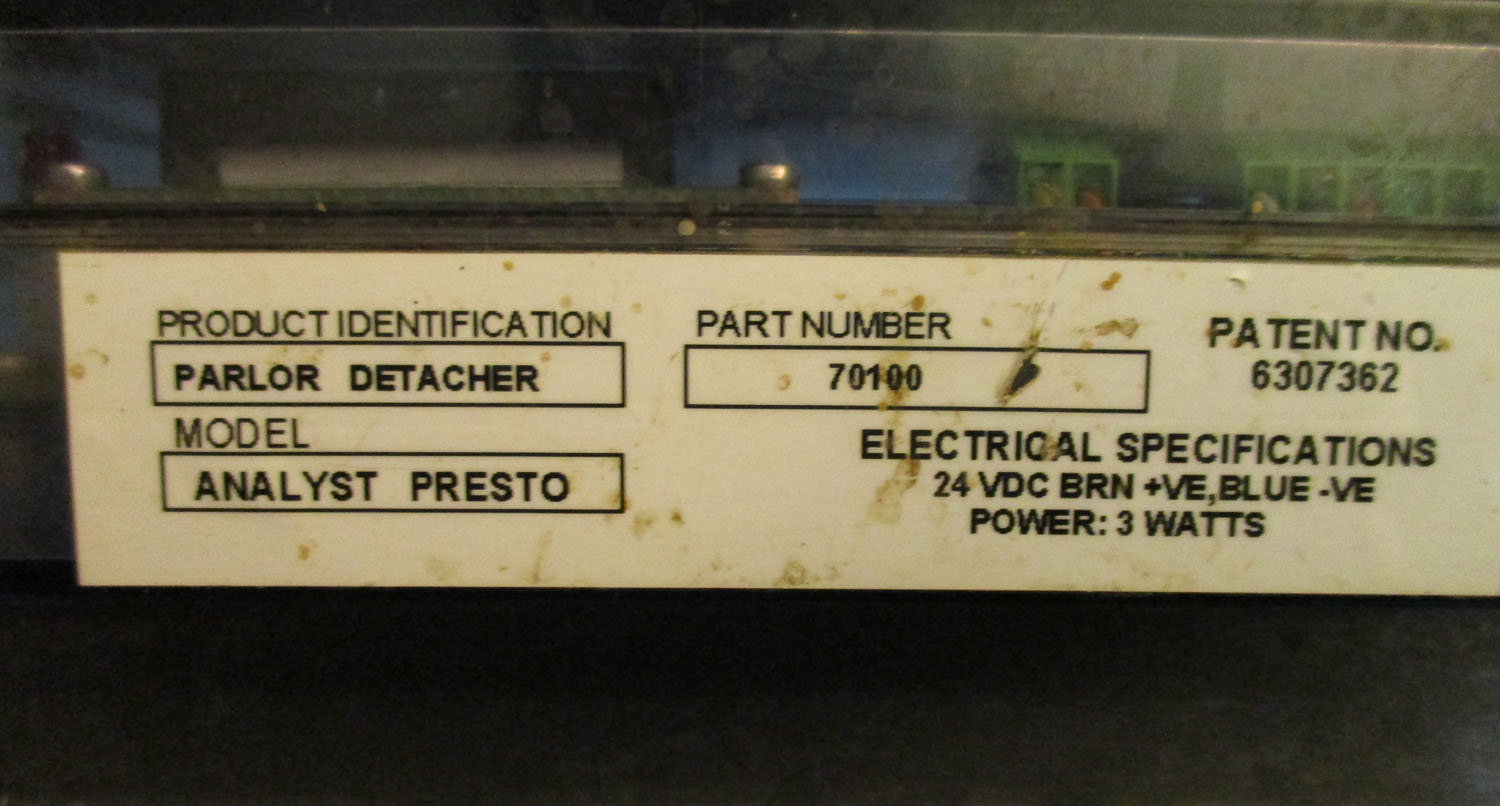 PRODUCT IDENTIFICATION
PARLOR DETACHER
MODEL
ANALYST PRESTO
PART NUMBER
70100
PATENT NO.
6307362
ELECTRICAL SPECIFICATIONS
24 VDC BRN +VE,BLUE -VE
POWER: 3 WATTS